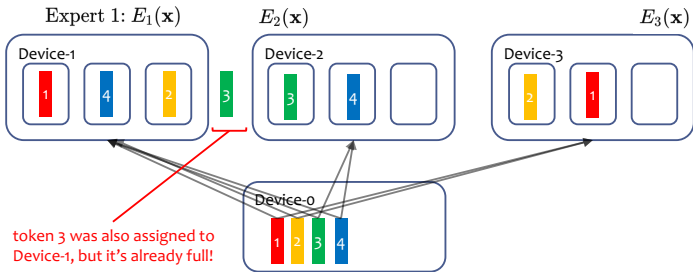 Expert 1: E₁(x)
E₂(x)
E₃(x)
Device-1
Device-2
Device-3
1
4
2
3
3
4
2
1
Device-0
1
2
3
4
token 3 was also assigned to
Device-1, but it's already full!